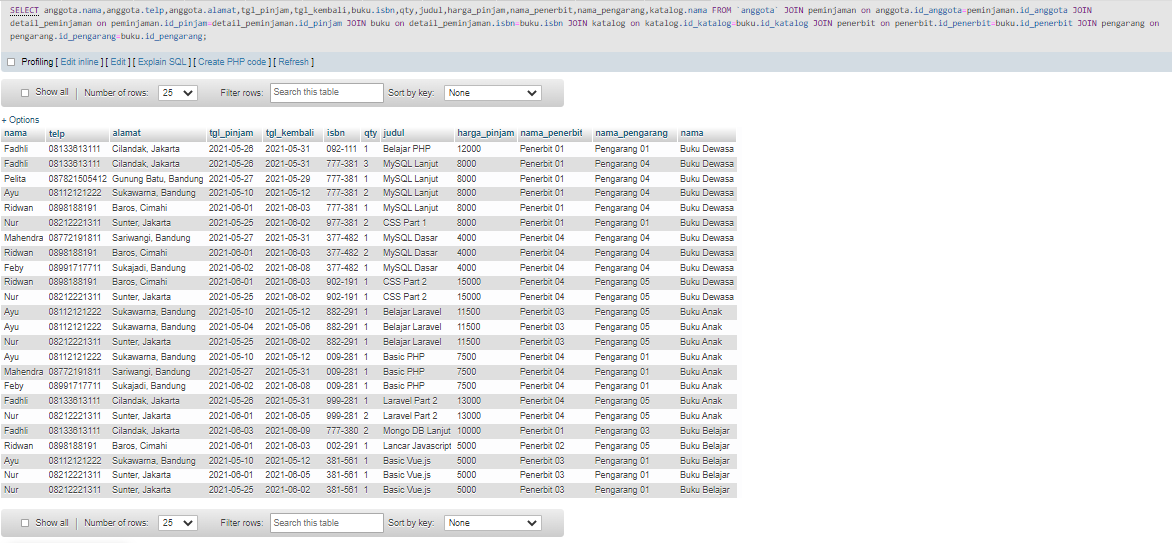 SELECT anggota.nama,anggota.telp,anggota.alamat,tgl_pinjam,tgl_kembali,buku.isbn,qty,judul,harga_pinjam,nama_penerbit,nama_pengarang,katalog.nama FROM `anggota` JOIN peminjaman on anggota.id_anggota=peminjaman.id_anggota JOIN
detail_peminjaman on peminjaman.id_pinjam=detail_peminjaman.id_pinjam JOIN buku on detail_peminjaman.isbn=buku.isbn JOIN katalog on katalog.id_katalog=buku.id_katalog JOIN penerbit on penerbit.id_penerbit=buku.id_penerbit JOIN pengarang on
pengarang.id_pengarang=buku.id_pengarang;
Profiling [ Edit inline ] [ Edit ] [ Explain SQL ] [ Create PHP code ] [ Refresh ]
Show all | Number of rows: 25 Filter rows: Search this table Sort by key: None
+ Options
nama telp alamat tgl_pinjam tgl_kembali isbn qty judul harga_pinjam nama_penerbit nama_pengarang nama
Fadhli 08133613111 Cilandak, Jakarta 2021-05-26 2021-05-31 092-111 1 Belajar PHP 12000 Penerbit 01 Pengarang 01 Buku Dewasa
Fadhli 08133613111 Cilandak, Jakarta 2021-05-26 2021-05-31 777-381 3 MySQL Lanjut 8000 Penerbit 01 Pengarang 04 Buku Dewasa
Pelita 087821505412 Gunung Batu, Bandung 2021-05-27 2021-05-29 777-381 1 MySQL Lanjut 8000 Penerbit 01 Pengarang 04 Buku Dewasa
Ayu 08112121222 Sukawarna, Bandung 2021-05-10 2021-05-12 777-381 2 MySQL Lanjut 8000 Penerbit 01 Pengarang 04 Buku Dewasa
Ridwan 0898188191 Baros, Cimahi 2021-06-01 2021-06-03 777-381 1 MySQL Lanjut 8000 Penerbit 01 Pengarang 04 Buku Dewasa
Nur 08212221311 Sunter, Jakarta 2021-05-25 2021-06-02 977-381 2 CSS Part 1 8000 Penerbit 01 Pengarang 01 Buku Dewasa
Mahendra 08772191811 Sariwangi, Bandung 2021-05-27 2021-05-31 377-482 1 MySQL Dasar 4000 Penerbit 04 Pengarang 04 Buku Dewasa
Ridwan 0898188191 Baros, Cimahi 2021-06-01 2021-06-03 377-482 2 MySQL Dasar 4000 Penerbit 04 Pengarang 04 Buku Dewasa
Feby 08991717711 Sukajadi, Bandung 2021-06-02 2021-06-08 377-482 1 MySQL Dasar 4000 Penerbit 04 Pengarang 04 Buku Dewasa
Ridwan 0898188191 Baros, Cimahi 2021-06-01 2021-06-03 902-191 1 CSS Part 2 15000 Penerbit 04 Pengarang 05 Buku Dewasa
Nur 08212221311 Sunter, Jakarta 2021-05-25 2021-06-02 902-191 1 CSS Part 2 15000 Penerbit 04 Pengarang 05 Buku Dewasa
Ayu 08112121222 Sukawarna, Bandung 2021-05-10 2021-05-12 882-291 1 Belajar Laravel 11500 Penerbit 03 Pengarang 05 Buku Anak
Ayu 08112121222 Sukawarna, Bandung 2021-05-04 2021-05-06 882-291 1 Belajar Laravel 11500 Penerbit 03 Pengarang 05 Buku Anak
Nur 08212221311 Sunter, Jakarta 2021-05-25 2021-06-02 882-291 1 Belajar Laravel 11500 Penerbit 03 Pengarang 05 Buku Anak
Ayu 08112121222 Sukawarna, Bandung 2021-05-10 2021-05-12 009-281 1 Basic PHP 7500 Penerbit 04 Pengarang 01 Buku Anak
Mahendra 08772191811 Sariwangi, Bandung 2021-05-27 2021-05-31 009-281 1 Basic PHP 7500 Penerbit 04 Pengarang 01 Buku Anak
Feby 08991717711 Sukajadi, Bandung 2021-06-02 2021-06-08 009-281 1 Basic PHP 7500 Penerbit 04 Pengarang 01 Buku Anak
Fadhli 08133613111 Cilandak, Jakarta 2021-05-26 2021-05-31 999-281 1 Laravel Part 2 13000 Penerbit 04 Pengarang 05 Buku Anak
Nur 08212221311 Sunter, Jakarta 2021-06-01 2021-06-05 999-281 2 Laravel Part 2 13000 Penerbit 04 Pengarang 05 Buku Anak
Fadhli 08133613111 Cilandak, Jakarta 2021-06-03 2021-06-09 777-380 2 Mongo DB Lanjut 10000 Penerbit 01 Pengarang 03 Buku Belajar
Ridwan 0898188191 Baros, Cimahi 2021-06-01 2021-06-03 002-291 1 Lancar Javascript 5000 Penerbit 02 Pengarang 05 Buku Belajar
Ayu 08112121222 Sukawarna, Bandung 2021-05-10 2021-05-12 381-561 1 Basic Vue.js 5000 Penerbit 03 Pengarang 01 Buku Belajar
Nur 08212221311 Sunter, Jakarta 2021-06-01 2021-06-05 381-561 1 Basic Vue.js 5000 Penerbit 03 Pengarang 01 Buku Belajar
Nur 08212221311 Sunter, Jakarta 2021-05-25 2021-06-02 381-561 1 Basic Vue.js 5000 Penerbit 03 Pengarang 01 Buku Belajar
Show all | Number of rows: 25 Filter rows: Search this table Sort by key: None